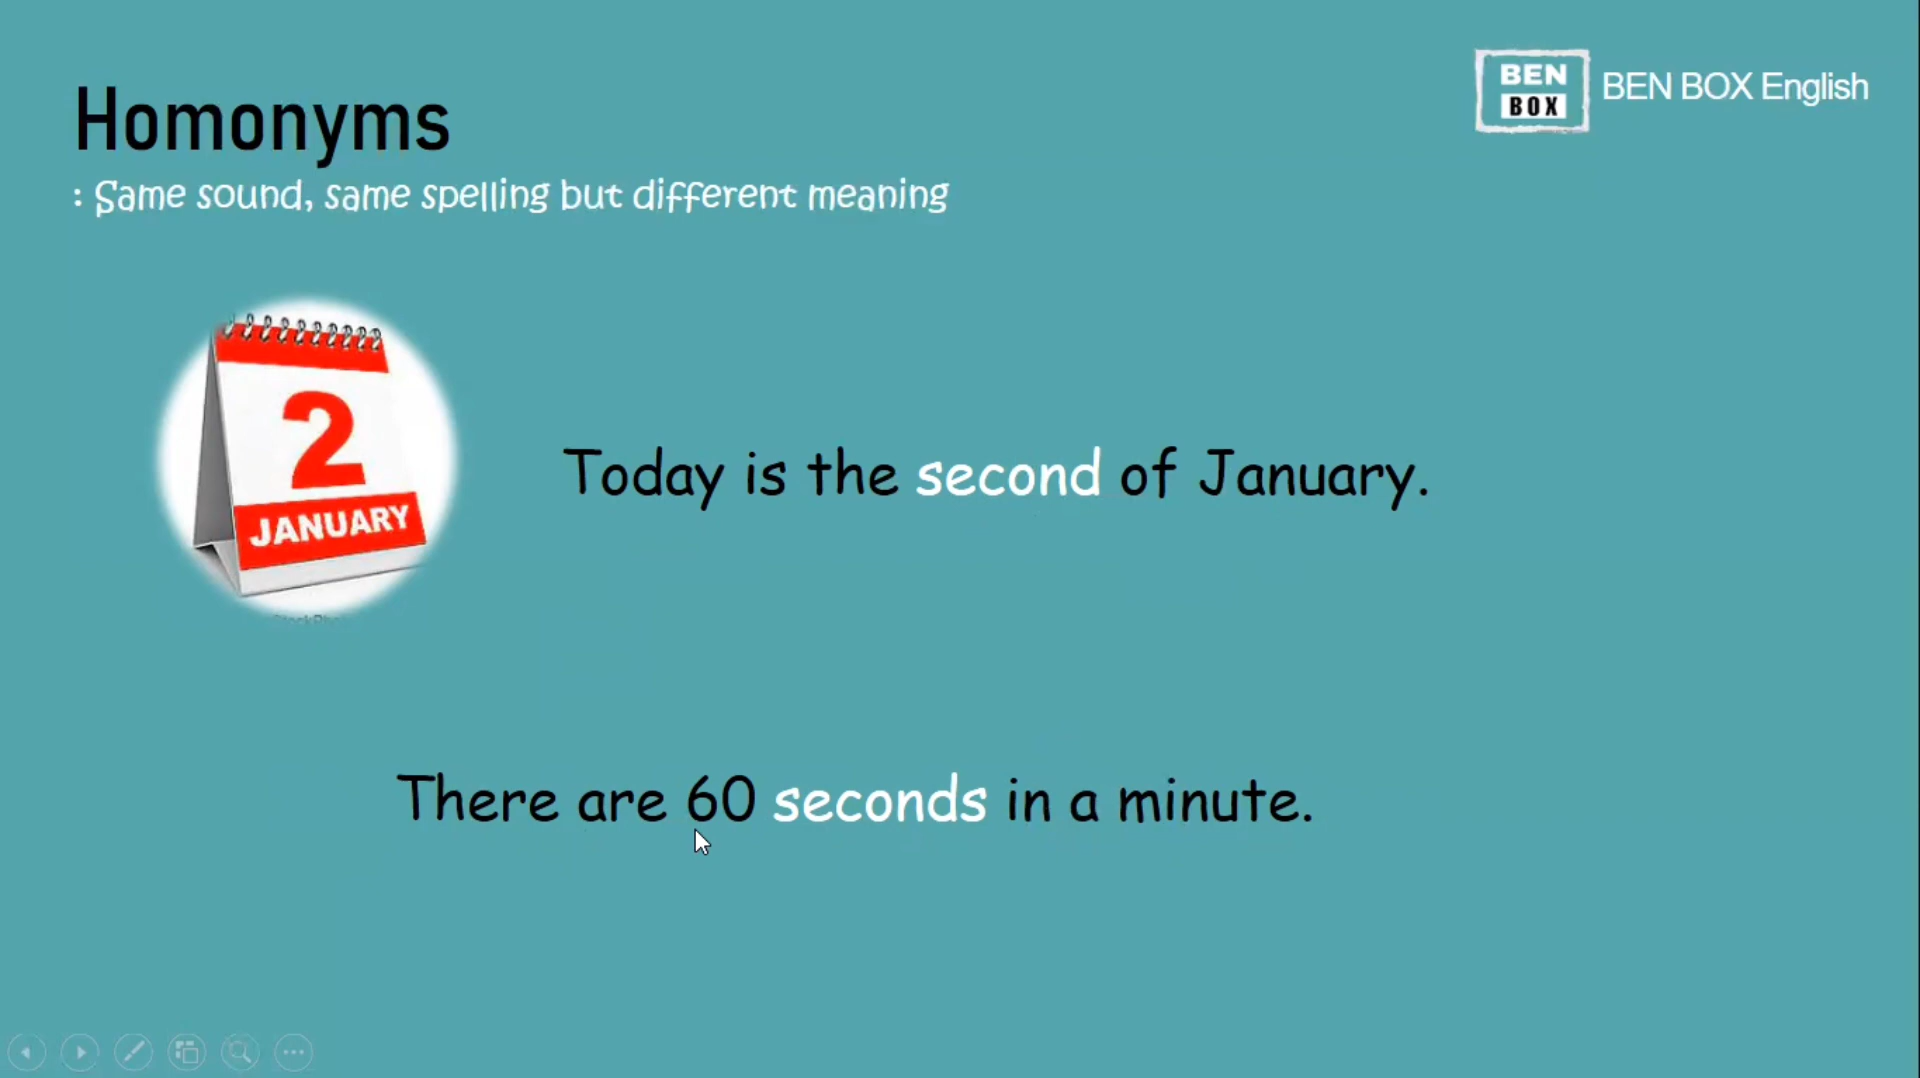 Homonyms
: Same sound, same spelling but different meaning
BEN
BOX
BEN BOX English
2
JANUARY
Today is the second of January.
There are 60 seconds in a minute.